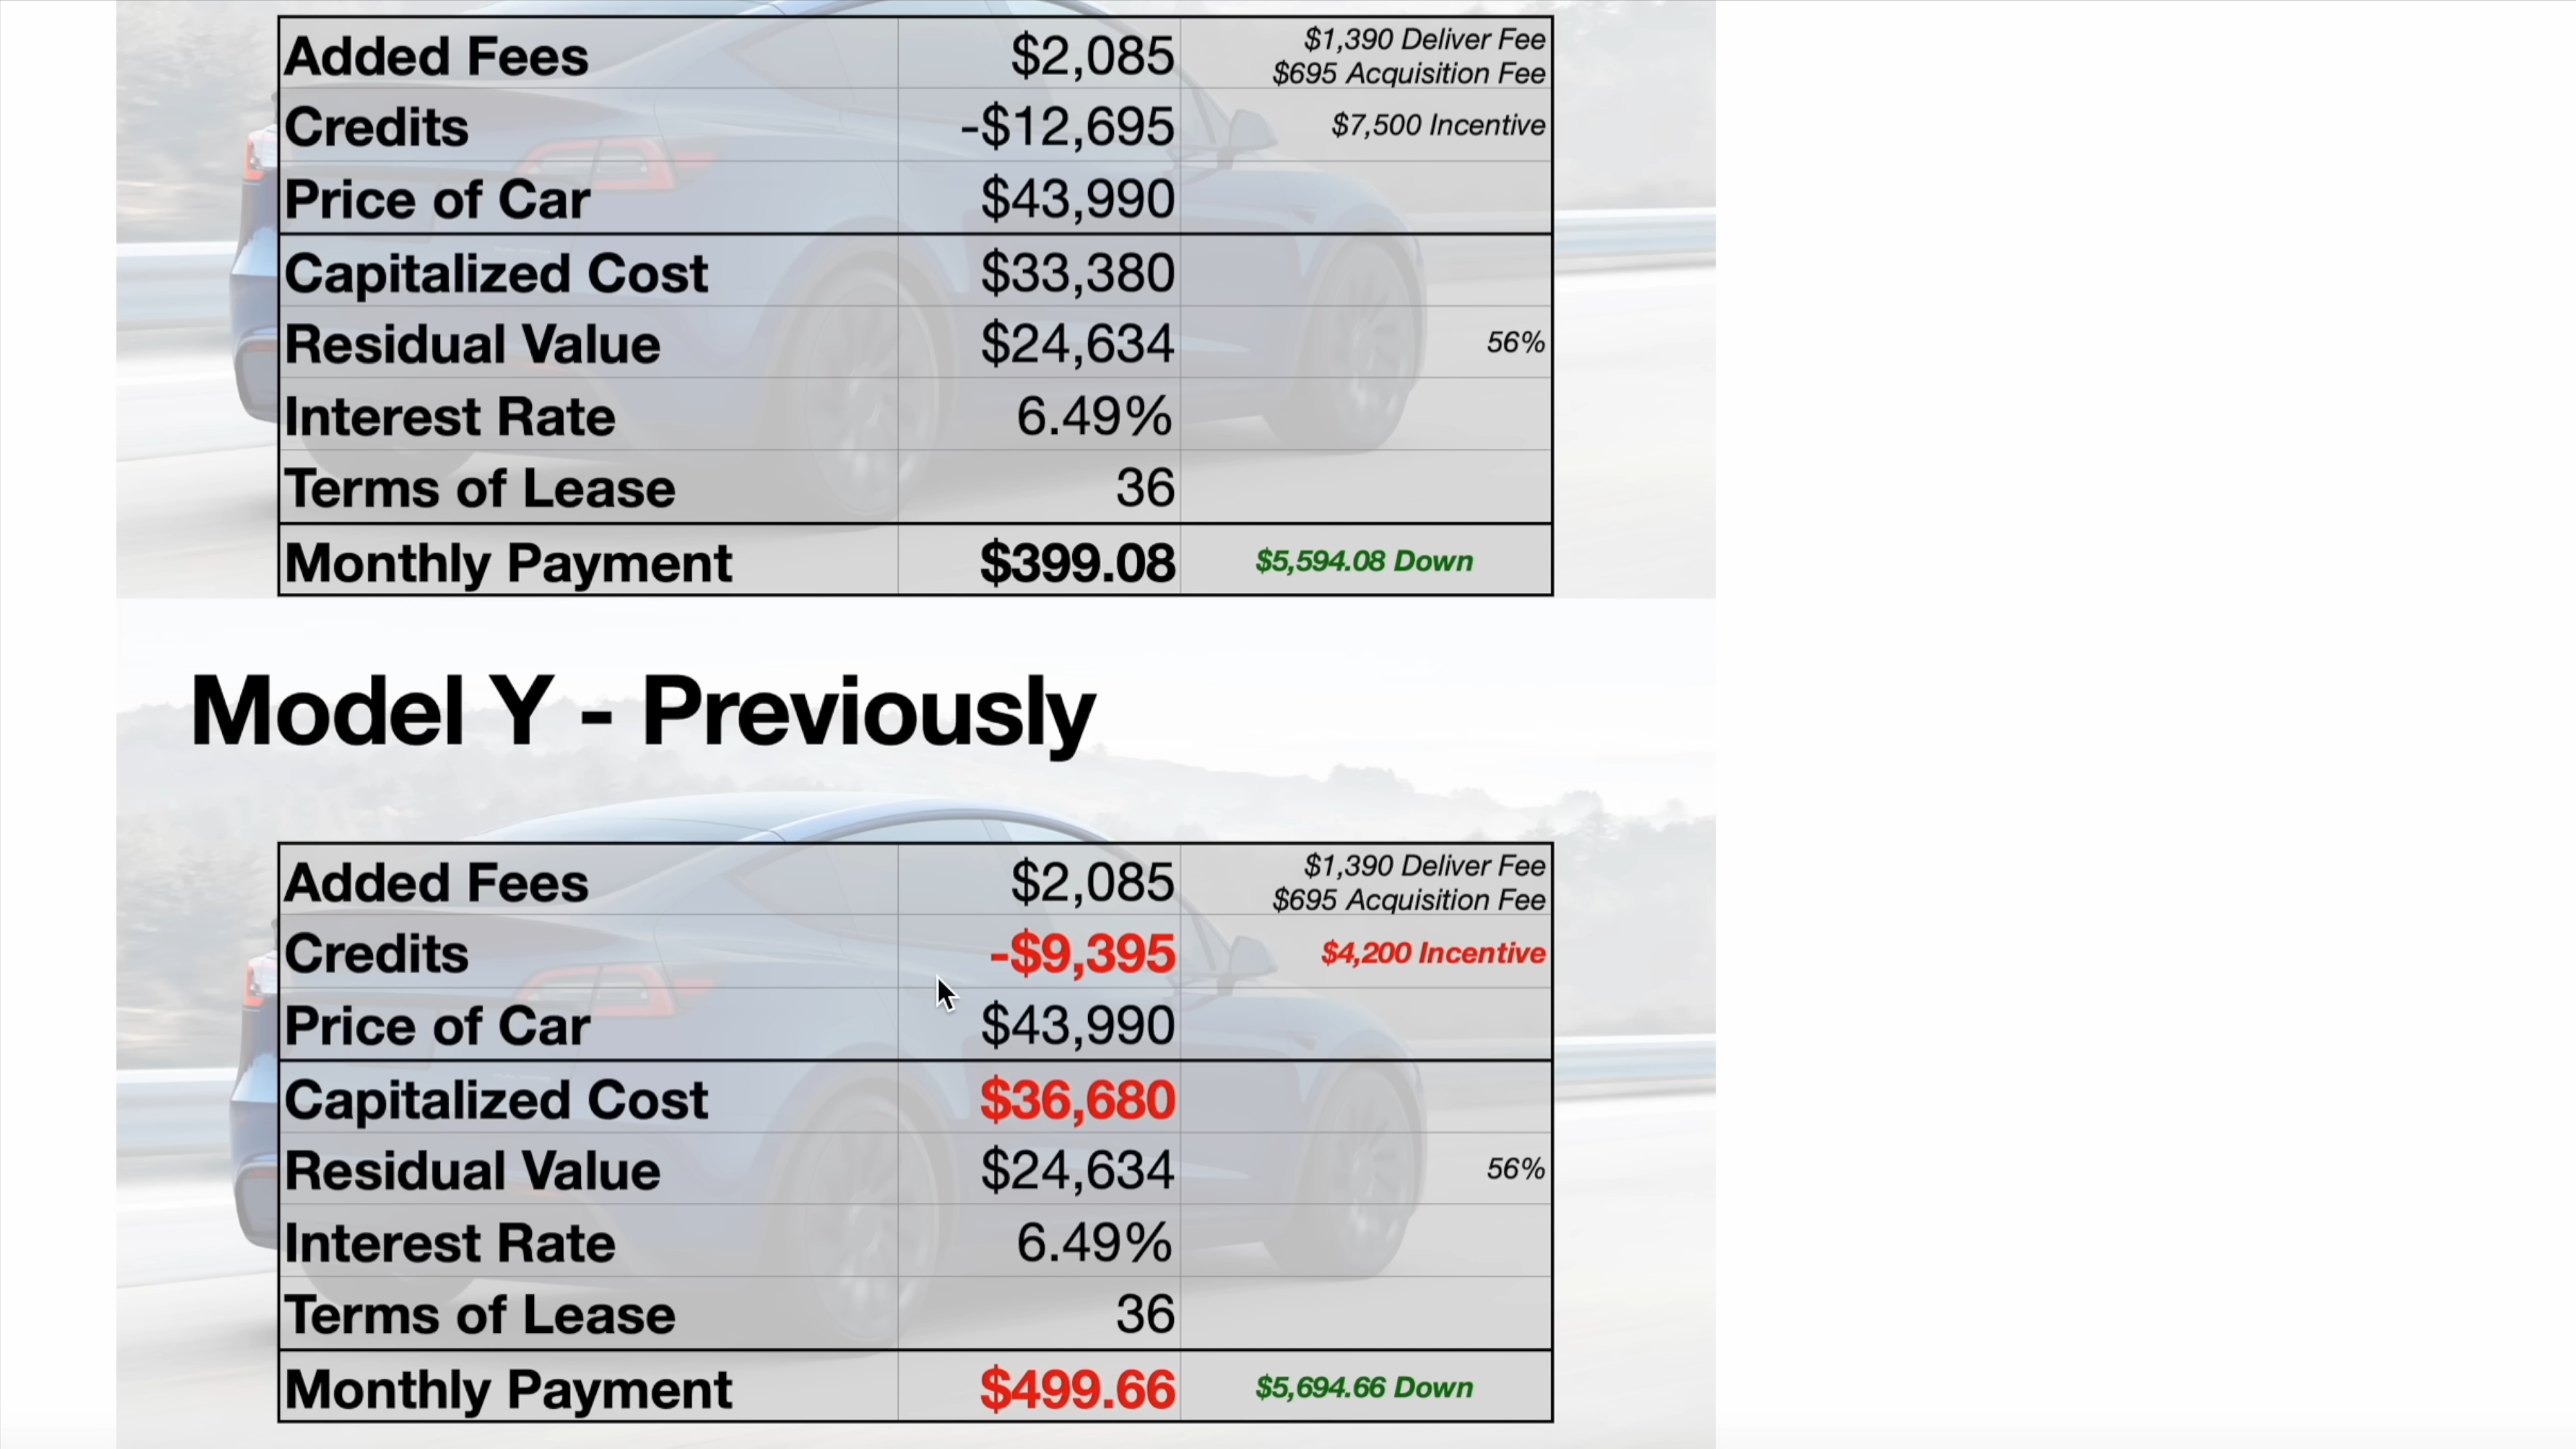 Added Fees $2,085 $1,390 Deliver Fee
$695 Acquisition Fee
Credits -$12,695 $7,500 Incentive
Price of Car $43,990
Capitalized Cost $33,380
Residual Value $24,634 56%
Interest Rate 6.49%
Terms of Lease 36
Monthly Payment $399.08 $5,594.08 Down
Model Y - Previously
Added Fees $2,085 $1,390 Deliver Fee
$695 Acquisition Fee
Credits -$9,395 $4,200 Incentive
Price of Car $43,990
Capitalized Cost $36,680
Residual Value $24,634 56%
Interest Rate 6.49%
Terms of Lease 36
Monthly Payment $499.66 $5,694.66 Down